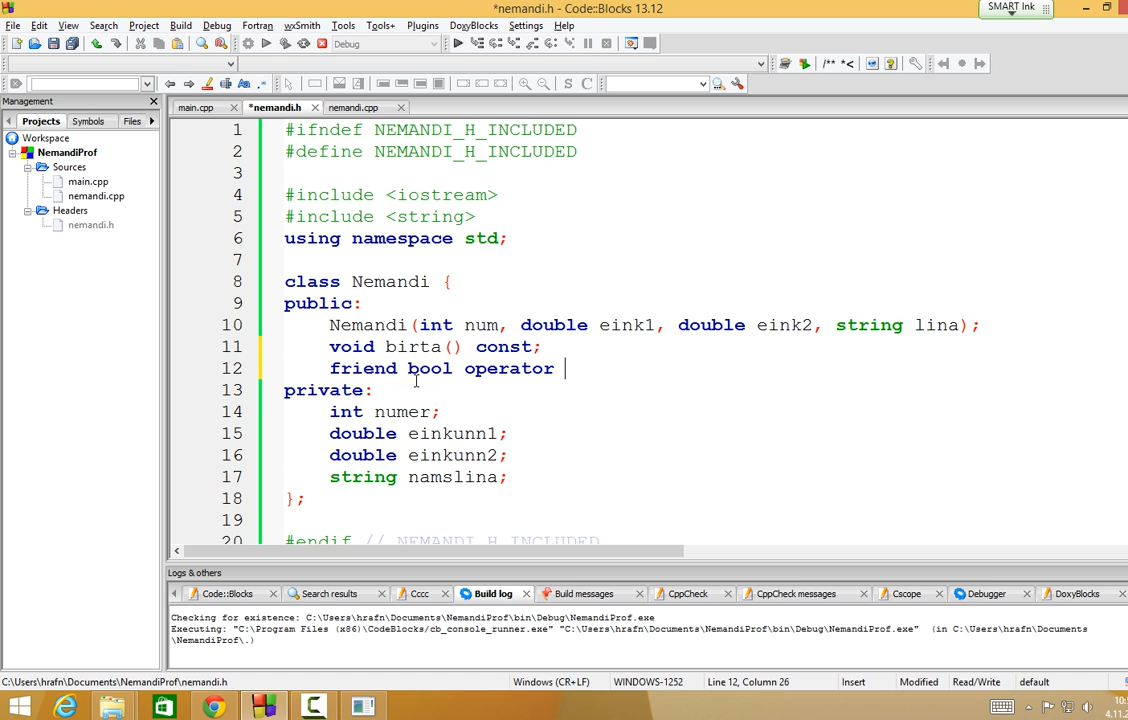 *nemandi.h - Code::Blocks 13.12
SMART Ink
File Edit View Search Project Build Debug Fortran wxSmith Tools Tools+ Plugins DoxyBlocks Settings Help
Debug
/** *<
S C
Management
Projects Symbols Files
Workspace
NemandiProf
Sources
main.cpp
nemandi.cpp
Headers
nemandi.h
main.cpp *nemandi.h nemandi.cpp
1 #ifndef NEMANDI_H_INCLUDED
2 #define NEMANDI_H_INCLUDED
3
4 #include <iostream>
5 #include <string>
6 using namespace std;
7
8 class Nemandi {
9 public:
10 Nemandi(int num, double eink1, double eink2, string lina);
11 void birta() const;
12 friend bool operator
13 private:
14 int numer;
15 double einkunn1;
16 double einkunn2;
17 string namslina;
18 };
19
20 #endif // NEMANDI_H_INCLUDED
Logs & others
Code::Blocks Search results Cccc Build log Build messages CppCheck CppCheck messages Cscope Debugger DoxyBlocks
Checking for existence: C:\Users\hrafn\Documents\NemandiProf\bin\Debug\NemandiProf.exe
Executing: "C:\Program Files (x86)\CodeBlocks/cb_console_runner.exe" "C:\Users\hrafn\Documents\NemandiProf\bin\Debug\NemandiProf.exe" (in C:\Users\hrafn\Documents
\NemandiProf\.)
C:\Users\hrafn\Documents\NemandiProf\nemandi.h Windows (CR+LF) WINDOWS-1252 Line 12, Column 26 Insert Modified Read/Write default